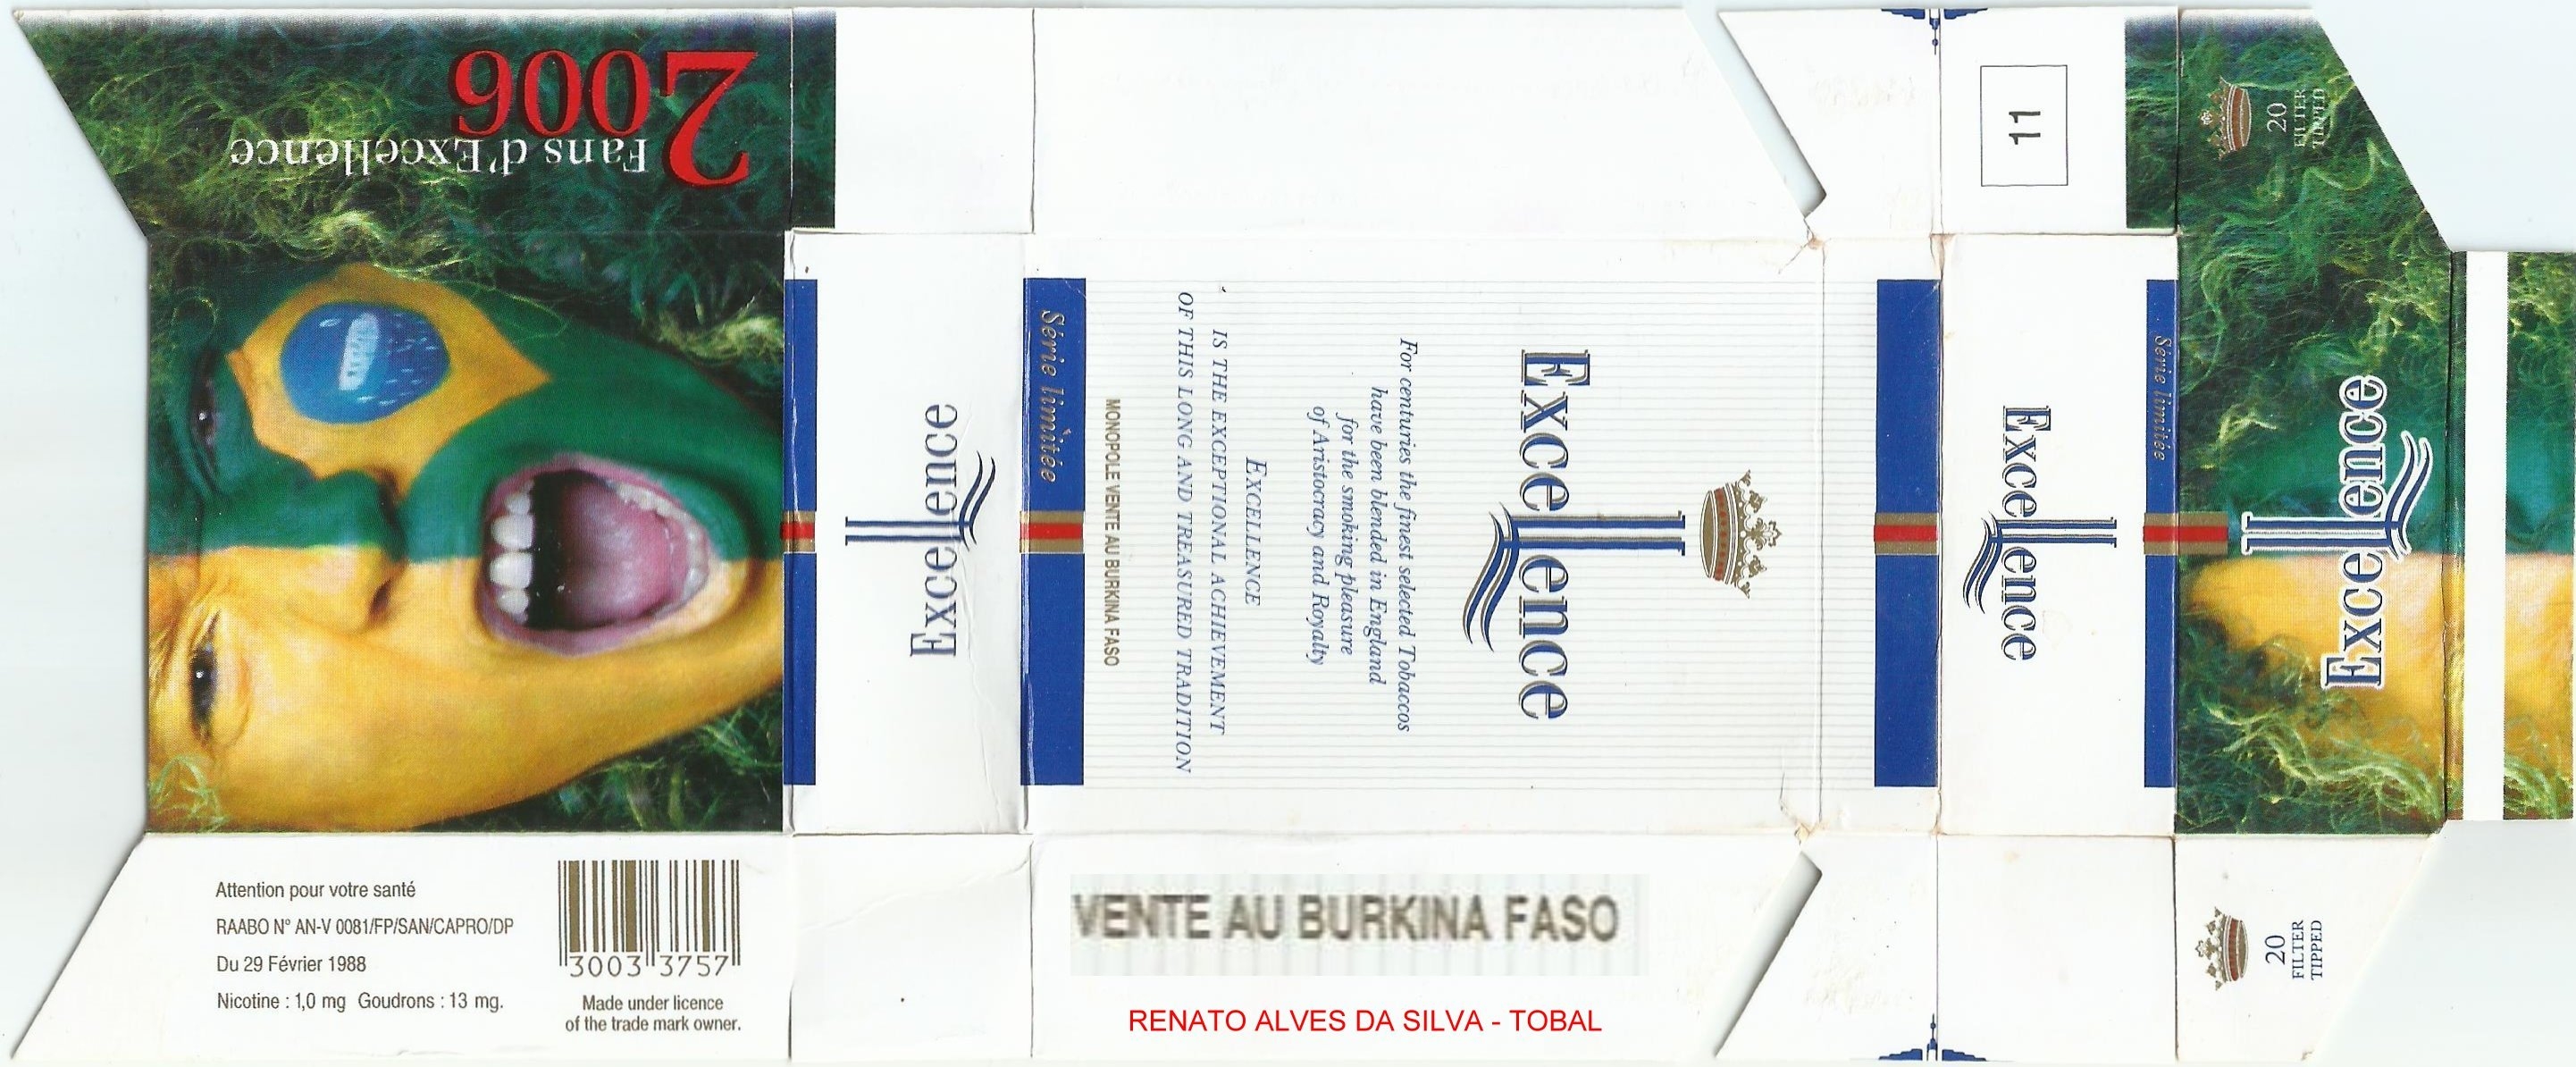 2006
Fans d'Excellence
Attention pour votre santé
RAABO N° AN-V 0081/FP/SAN/CAPRO/DP
Du 29 Février 1988
Nicotine : 1,0 mg Goudrons : 13 mg.
3003 3757
Made under licence
of the trade mark owner.
Excellence
Série limitée
Excellence
For centuries the finest selected Tobaccos
have been blended in England
for the smoking pleasure
of Aristocracy and Royalty
EXCELLENCE
IS THE EXCEPTIONAL ACHIEVEMENT
OF THIS LONG AND TREASURED TRADITION
MONOPOLE VENTE AU BURKINA FASO
VENTE AU BURKINA FASO
RENATO ALVES DA SILVA - TOBAL
11
Excellence
Série limitée
20
FILTER
TIPPED
Excellence
20
FILTER
TIPPED